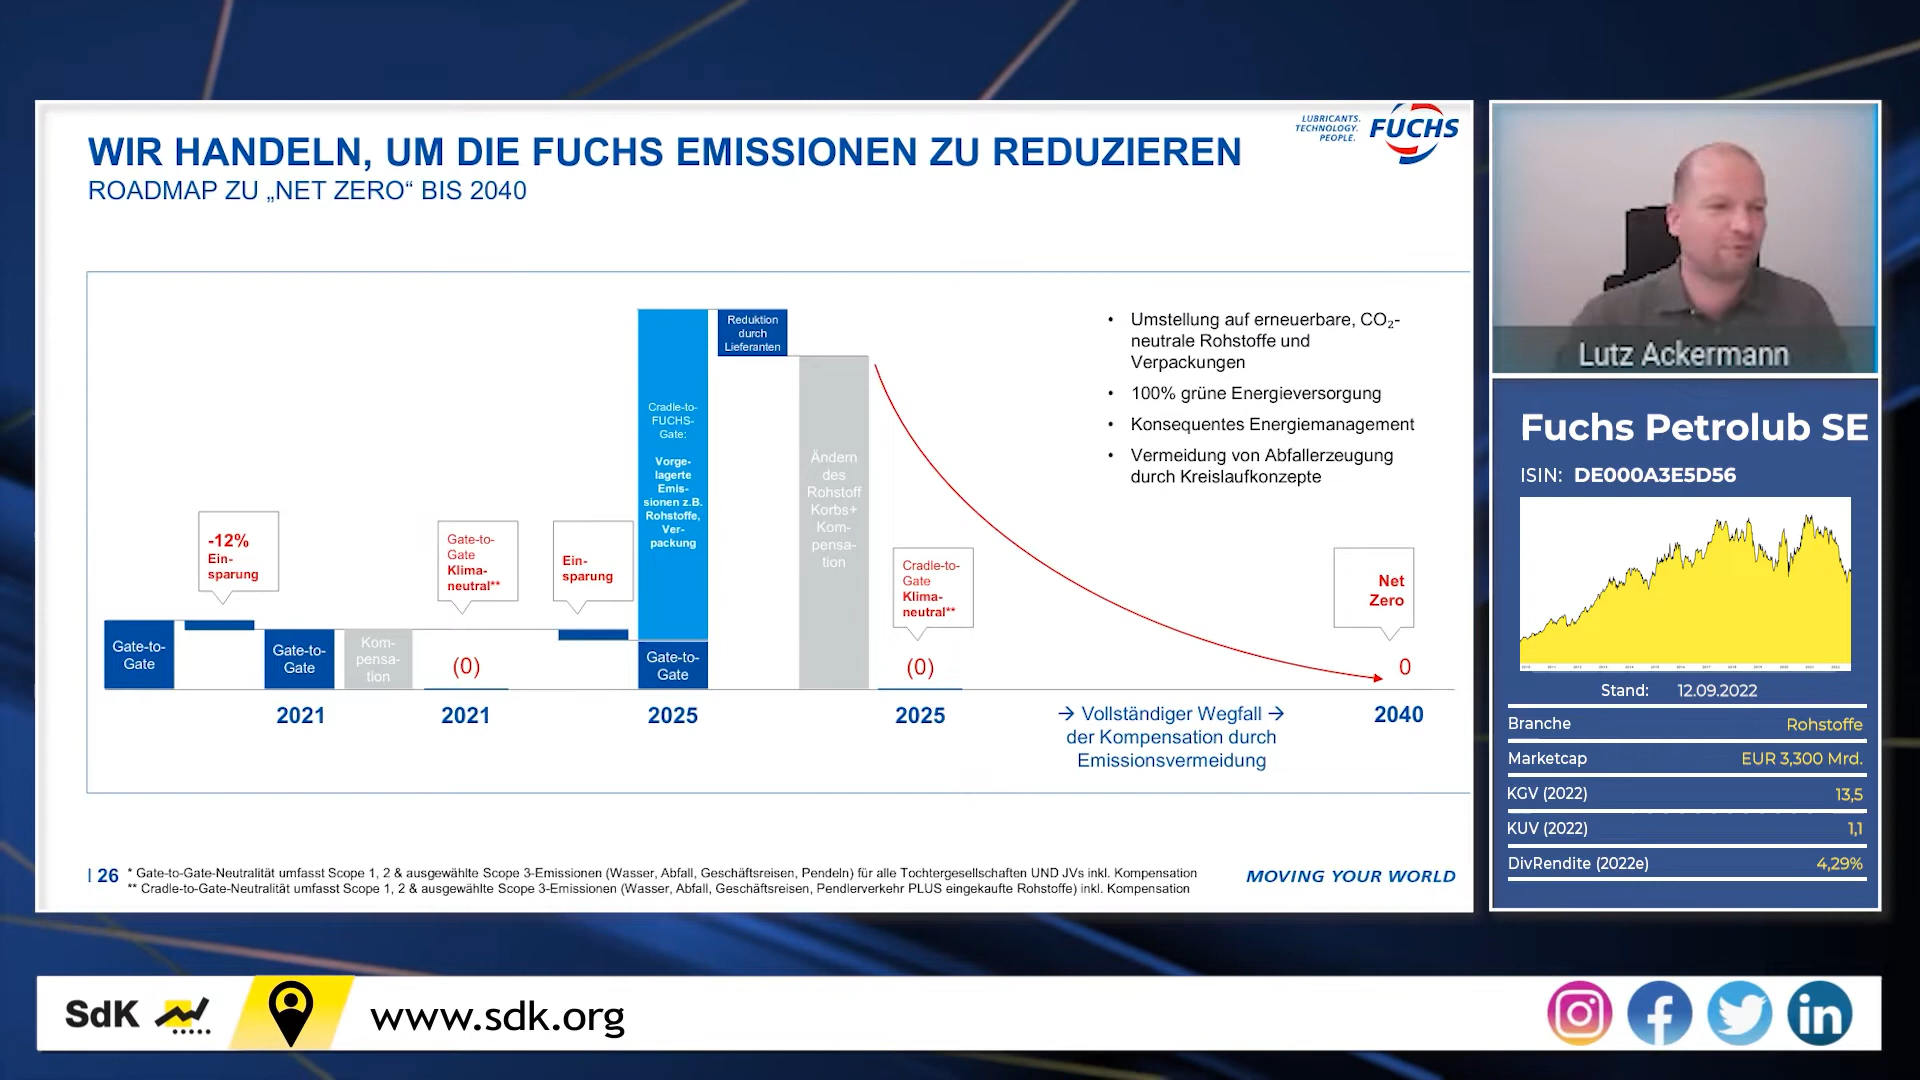 LUBRICANTS.
TECHNOLOGY.
PEOPLE.
FUCHS
WIR HANDELN, UM DIE FUCHS EMISSIONEN ZU REDUZIEREN
ROADMAP ZU „NET ZERO“ BIS 2040
Gate-to-
Gate
-12%
Ein-
sparung
Gate-to-
Gate
Kom-
pensa-
tion
Gate-to-
Gate
Klima-
neutral**
(0)
Ein-
sparung
Cradle-to-
FUCHS-
Gate:
Vorge-
lagerte
Emis-
sionen z.B.
Rohstoffe,
Ver-
packung
Gate-to-
Gate
Reduktion
durch
Lieferanten
Ändern
des
Rohstoff
Korbs+
Kom-
pensa-
tion
Cradle-to-
Gate
Klima-
neutral**
(0)
• Umstellung auf erneuerbare, CO₂-
neutrale Rohstoffe und
Verpackungen
• 100% grüne Energieversorgung
• Konsequentes Energiemanagement
• Vermeidung von Abfallerzeugung
durch Kreislaufkonzepte
Net
Zero
0
2021
2021
2025
2025
→ Vollständiger Wegfall →
der Kompensation durch
Emissionsvermeidung
2040
| 26
* Gate-to-Gate-Neutralität umfasst Scope 1, 2 & ausgewählte Scope 3-Emissionen (Wasser, Abfall, Geschäftsreisen, Pendeln) für alle Tochtergesellschaften UND JVs inkl. Kompensation
** Cradle-to-Gate-Neutralität umfasst Scope 1, 2 & ausgewählte Scope 3-Emissionen (Wasser, Abfall, Geschäftsreisen, Pendlerverkehr PLUS eingekaufte Rohstoffe) inkl. Kompensation
MOVING YOUR WORLD
Lutz Ackermann
Fuchs Petrolub SE
ISIN: DE000A3E5D56
Stand: 12.09.2022
Branche Rohstoffe
Marketcap EUR 3,300 Mrd.
KGV (2022) 13,5
KUV (2022) 1,1
DivRendite (2022e) 4,29%
SdK
www.sdk.org